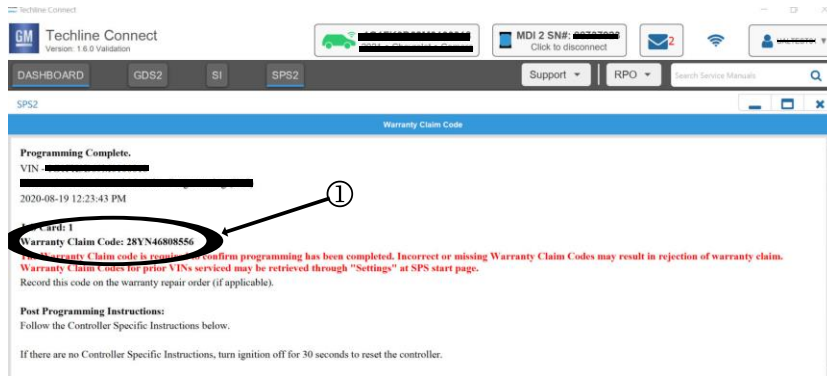 Techline Connect
GM Techline Connect
Version: 1.6.0 Validation
MDI 2 SN#:
Click to disconnect
2
DASHBOARD GDS2 SI SPS2 Support RPO Search Service Manuals
SPS2
Warranty Claim Code
Programming Complete.
VIN -
2020-08-19 12:23:43 PM
1
Card: 1
Warranty Claim Code: 28YN46808556
Warranty Claim code is required to confirm programming has been completed. Incorrect or missing Warranty Claim Codes may result in rejection of warranty claim.
Warranty Claim Codes for prior VINs serviced may be retrieved through "Settings" at SPS start page.
Record this code on the warranty repair order (if applicable).
Post Programming Instructions:
Follow the Controller Specific Instructions below.
If there are no Controller Specific Instructions, turn ignition off for 30 seconds to reset the controller.